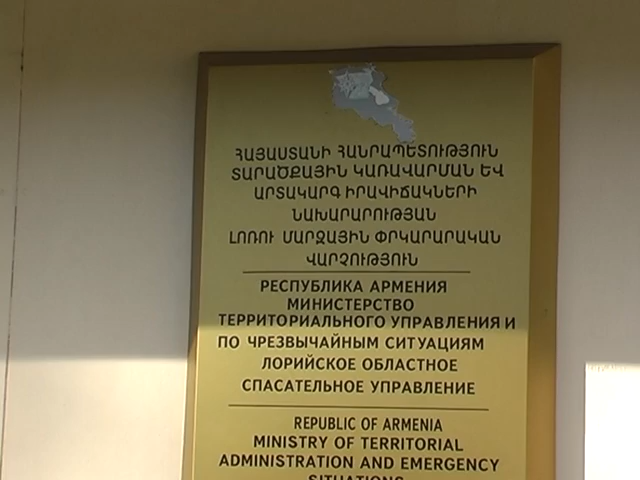 ՀԱՅԱՍՏԱՆԻ ՀԱՆՐԱՊԵՏՈՒԹՅՈՒՆ
ՏԱՐԱԾՔԱՅԻՆ ԿԱՌԱՎԱՐՄԱՆ ԵՎ
ԱՐՏԱԿԱՐԳ ԻՐԱՎԻՃԱԿՆԵՐԻ
ՆԱԽԱՐԱՐՈՒԹՅԱՆ
ԼՈՌՈՒ ՄԱՐԶԱՅԻՆ ՓՐԿԱՐԱՐԱԿԱՆ
ՎԱՐՉՈՒԹՅՈՒՆ
РЕСПУБЛИКА АРМЕНИЯ
МИНИСТЕРСТВО
ТЕРРИТОРИАЛЬНОГО УПРАВЛЕНИЯ И
ПО ЧРЕЗВЫЧАЙНЫМ СИТУАЦИЯМ
ЛОРИЙСКОЕ ОБЛАСТНОЕ
СПАСАТЕЛЬНОЕ УПРАВЛЕНИЕ
REPUBLIC OF ARMENIA
MINISTRY OF TERRITORIAL
ADMINISTRATION AND EMERGENCY
SITUATIONS